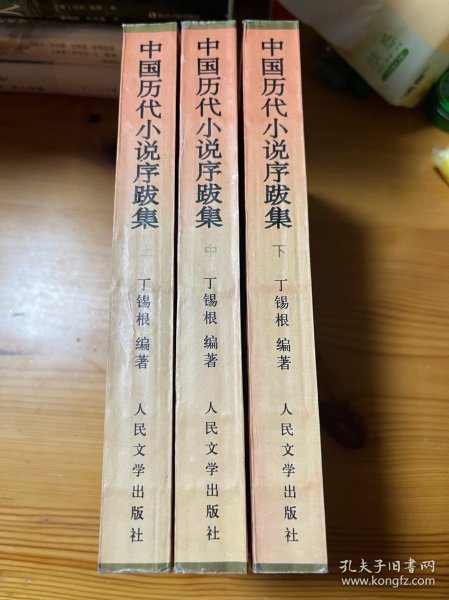 中国历代小说序跋集
上
丁锡根 编著
人民文学出版社
中国历代小说序跋集
中
丁锡根 编著
人民文学出版社
中国历代小说序跋集
下
丁锡根 编著
人民文学出版社
孔夫子旧书网
www.kongfz.com